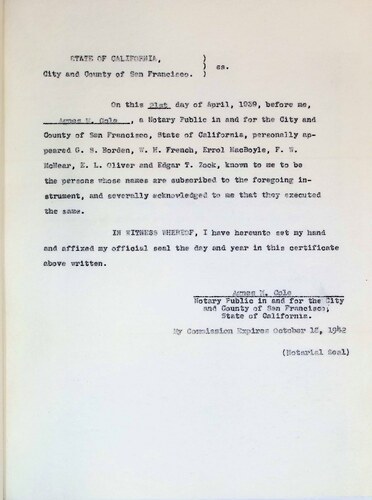 STATE OF CALIFORNIA, )
) ss.
City and County of San Francisco. )
On this 21st day of April, 1939, before me,
Agnes M. Cole, a Notary Public in and for the City and
County of San Francisco, State of California, personally ap-
peared G. S. Borden, W. H. French, Errol MacBoyle, F. W.
McNear, E. L. Oliver and Edgar T. Zook, known to me to be
the persons whose names are subscribed to the foregoing in-
strument, and severally acknowledged to me that they executed
the same.
IN WITNESS WHEREOF, I have hereunto set my hand
and affixed my official seal the day and year in this certificate
above written.
Agnes M. Cole
Notary Public in and for the City
and County of San Francisco,
State of California.
My Commission Expires October 12, 1942
(Notarial Seal)